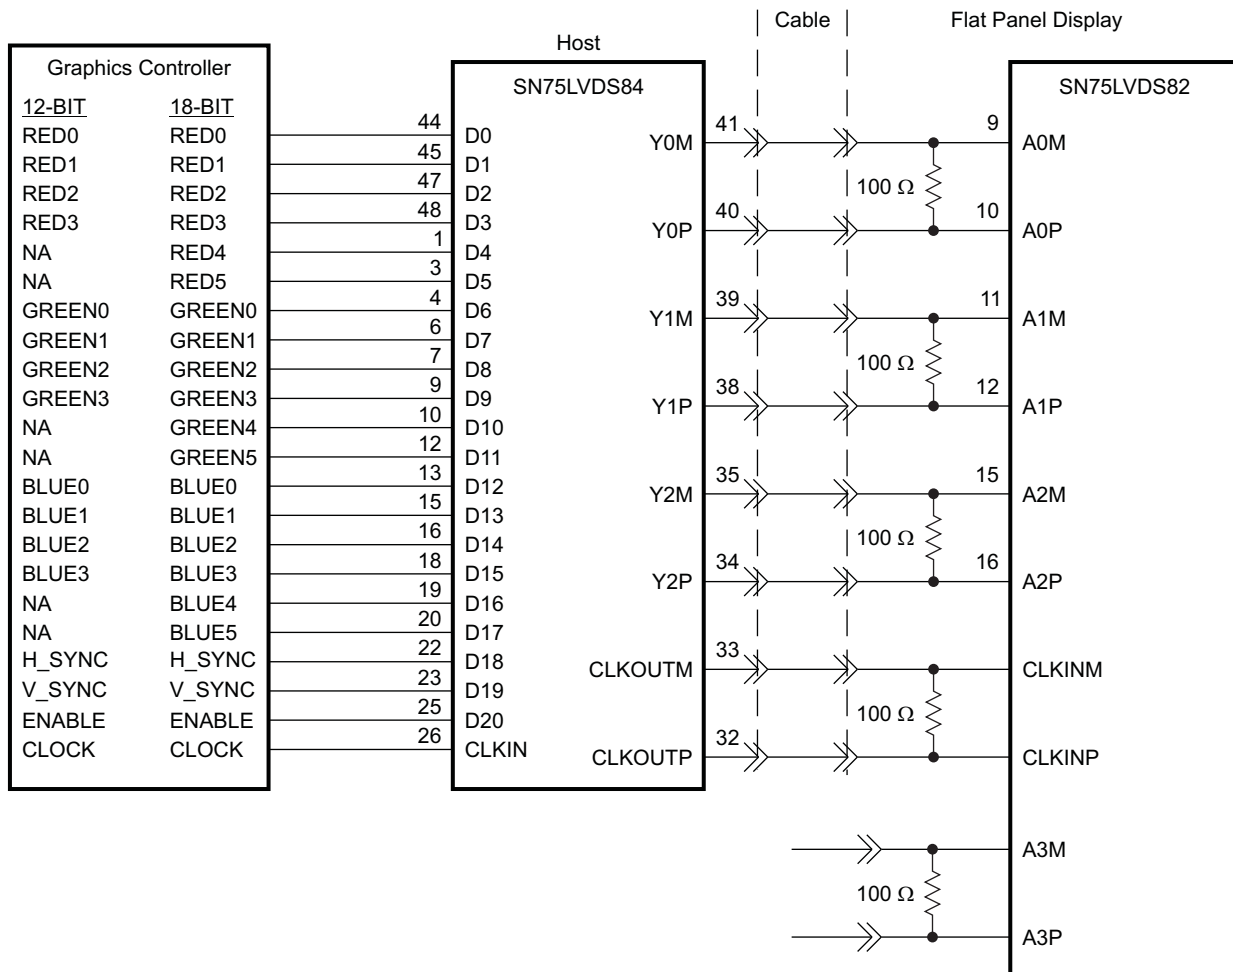 Cable
Flat Panel Display
Host
Graphics Controller
SN75LVDS84
SN75LVDS82
12-BIT 18-BIT
RED0 RED0 44 D0
RED1 RED1 45 D1
RED2 RED2 47 D2
RED3 RED3 48 D3
NA RED4 1 D4
NA RED5 3 D5
GREEN0 GREEN0 4 D6
GREEN1 GREEN1 6 D7
GREEN2 GREEN2 7 D8
GREEN3 GREEN3 9 D9
NA GREEN4 10 D10
NA GREEN5 12 D11
BLUE0 BLUE0 13 D12
BLUE1 BLUE1 15 D13
BLUE2 BLUE2 16 D14
BLUE3 BLUE3 18 D15
NA BLUE4 19 D16
NA BLUE5 20 D17
H_SYNC H_SYNC 22 D18
V_SYNC V_SYNC 23 D19
ENABLE ENABLE 25 D20
CLOCK CLOCK 26 CLKIN
Y0M 41 9 A0M
100 Ω
Y0P 40 10 A0P
Y1M 39 11 A1M
100 Ω
Y1P 38 12 A1P
Y2M 35 15 A2M
100 Ω
Y2P 34 16 A2P
CLKOUTM 33 CLKINM
100 Ω
CLKOUTP 32 CLKINP
A3M
100 Ω
A3P